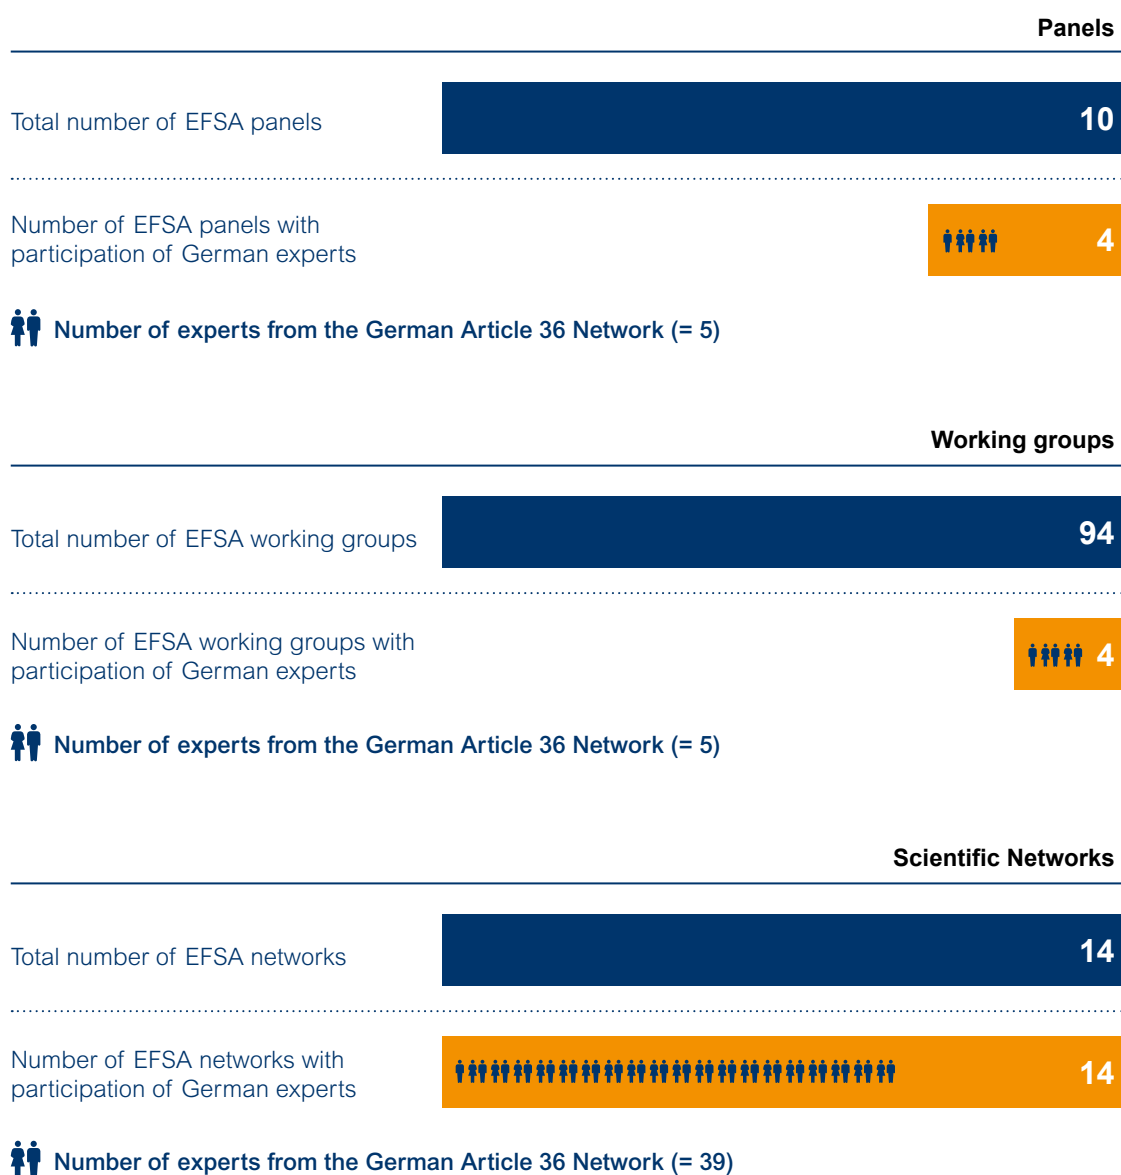 Panels
Total number of EFSA panels
10
Number of EFSA panels with
participation of German experts
4
Number of experts from the German Article 36 Network (= 5)
Working groups
Total number of EFSA working groups
94
Number of EFSA working groups with
participation of German experts
4
Number of experts from the German Article 36 Network (= 5)
Scientific Networks
Total number of EFSA networks
14
Number of EFSA networks with
participation of German experts
14
Number of experts from the German Article 36 Network (= 39)